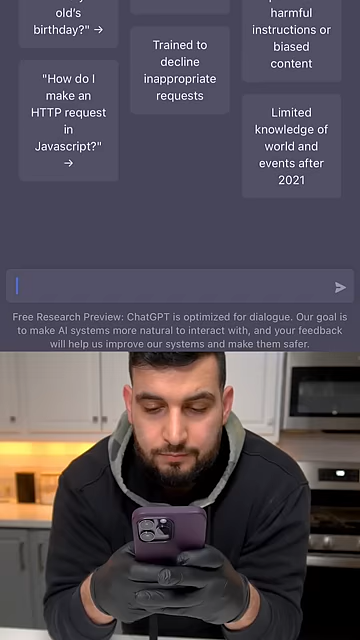 old's
birthday?" →
"How do I
make an
HTTP request
in
Javascript?"
→
Trained to
decline
inappropriate
requests
harmful
instructions or
biased
content
Limited
knowledge of
world and
events after
2021
Free Research Preview: ChatGPT is optimized for dialogue. Our goal is
to make AI systems more natural to interact with, and your feedback
will help us improve our systems and make them safer.